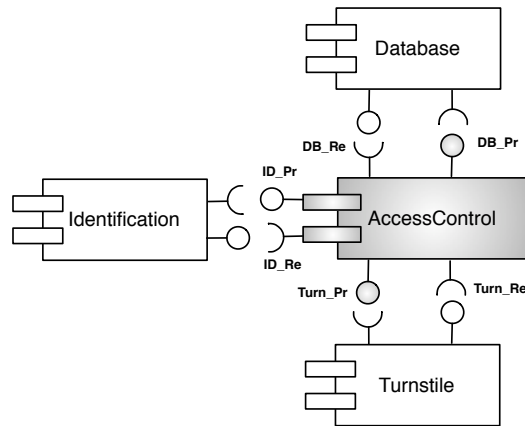 Database
DB_Re
DB_Pr
ID_Pr
Identification
AccessControl
ID_Re
Turn_Pr
Turn_Re
Turnstile